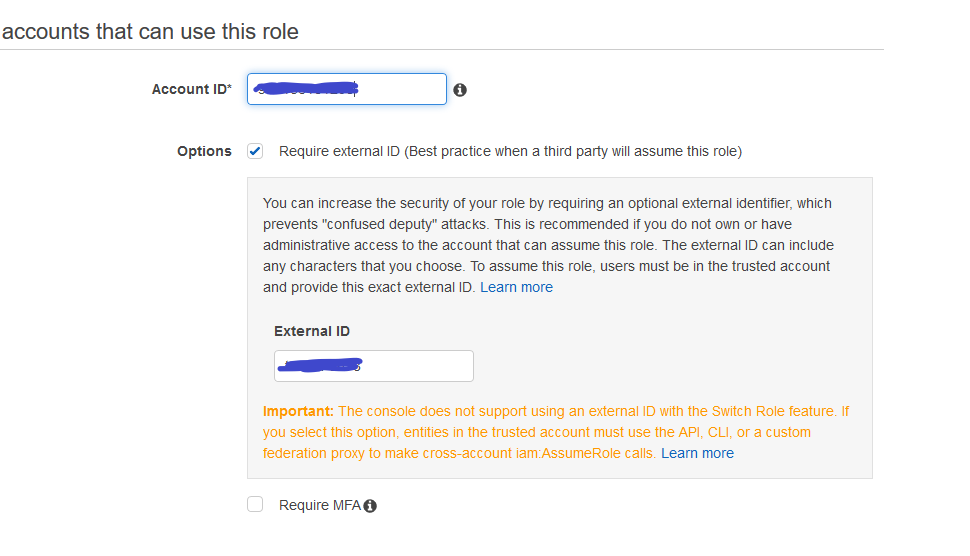 accounts that can use this role
Account ID*
Options
Require external ID (Best practice when a third party will assume this role)
You can increase the security of your role by requiring an optional external identifier, which
prevents "confused deputy" attacks. This is recommended if you do not own or have
administrative access to the account that can assume this role. The external ID can include
any characters that you choose. To assume this role, users must be in the trusted account
and provide this exact external ID. Learn more
External ID
Important: The console does not support using an external ID with the Switch Role feature. If
you select this option, entities in the trusted account must use the API, CLI, or a custom
federation proxy to make cross-account iam:AssumeRole calls. Learn more
Require MFA